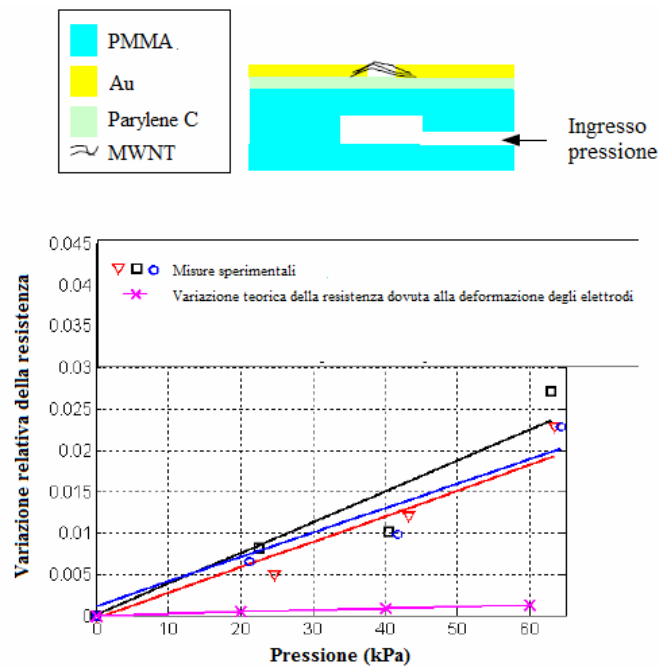 PMMA
Au
Parylene C
MWNT
Ingresso
pressione
Variazione relativa della resistenza
0.045
0.04
0.035
0.03
0.025
0.02
0.015
0.01
0.005
0
Misure sperimentali
Variazione teorica della resistenza dovuta alla deformazione degli elettrodi
0 10 20 30 40 50 60
Pressione (kPa)